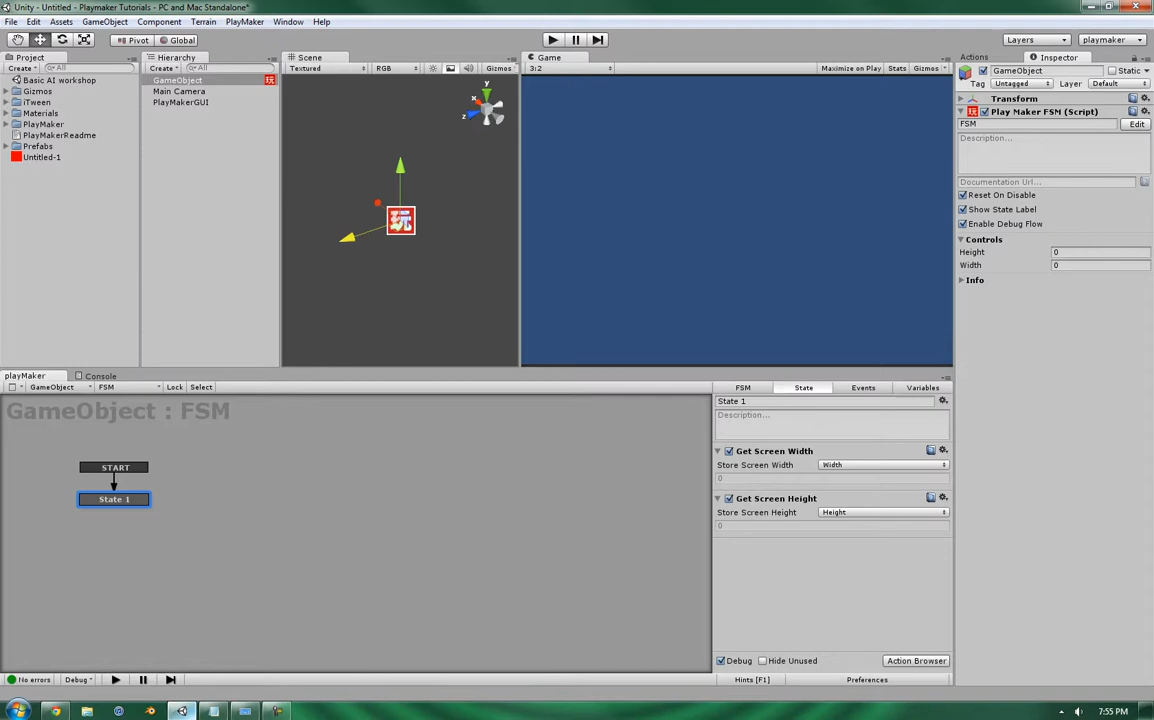 Unity - Untitled - Playmaker Tutorials - PC and Mac Standalone*
File Edit Assets GameObject Component Terrain PlayMaker Window Help
Pivot Global Layers playmaker
Project Hierarchy Scene Game Actions Inspector
Create All Create All Textured RGB Gizmos 3:2 Maximize on Play Stats Gizmos
GameObject Static
Tag Untagged Layer Default
Basic AI workshop
Gizmos
iTween
Materials
PlayMaker
PlayMakerReadme
Prefabs
Untitled-1
GameObject 玩
Main Camera
PlayMakerGUI
y
x
z
玩
Transform
玩 Play Maker FSM (Script)
FSM Edit
Description...
Documentation Url...
Reset On Disable
Show State Label
Enable Debug Flow
Controls
Height 0
Width 0
Info
playMaker Console
GameObject FSM Lock Select
GameObject : FSM
START
State 1
FSM State Events Variables
State 1
Description...
Get Screen Width
Store Screen Width Width
0
Get Screen Height
Store Screen Height Height
0
Debug Hide Unused Action Browser
No errors Debug Hints [F1] Preferences
7:55 PM